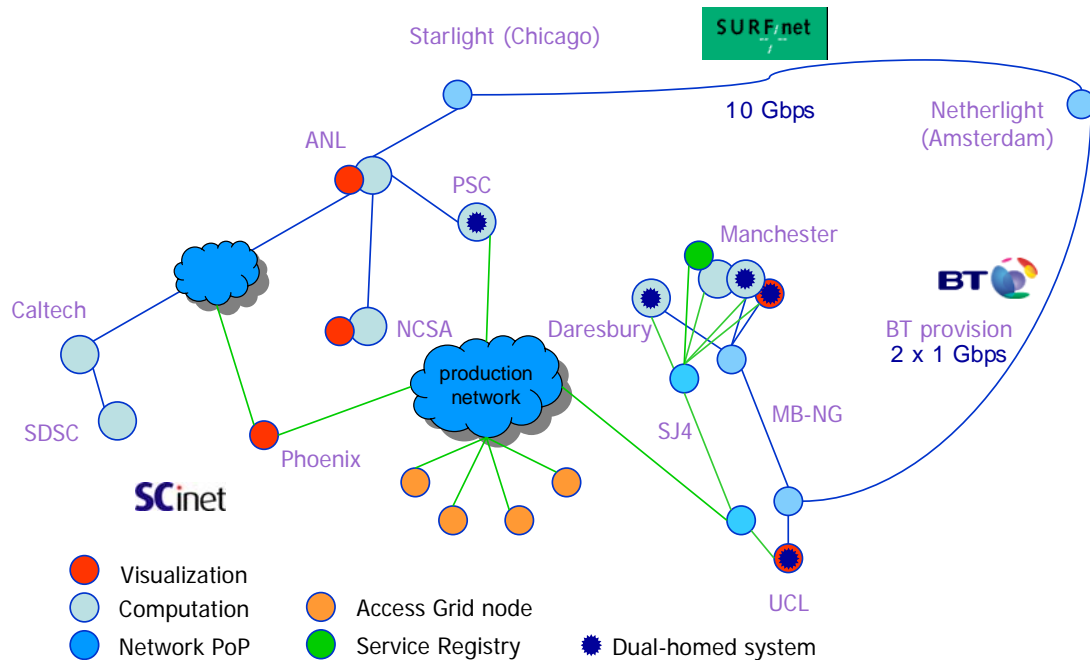 Starlight (Chicago)
SURFnet
10 Gbps
Netherlight
(Amsterdam)
ANL
PSC
Manchester
BT
Caltech
NCSA
Daresbury
BT provision
2 x 1 Gbps
production
network
SDSC
Phoenix
SJ4
MB-NG
SCinet
UCL
Visualization
Computation
Access Grid node
Network PoP
Service Registry
Dual-homed system